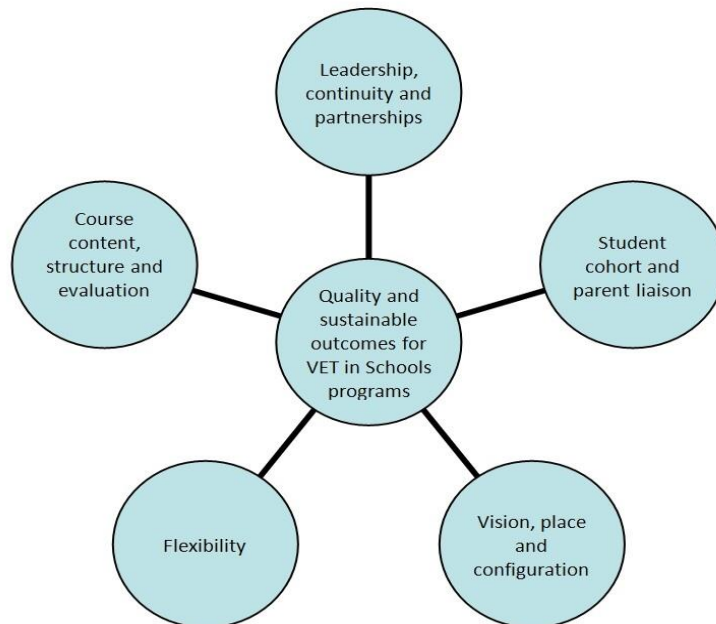 Leadership,
continuity and
partnerships
Course
content,
structure and
evaluation
Student
cohort and
parent liaison
Quality and
sustainable
outcomes for
VET in Schools
programs
Flexibility
Vision, place
and
configuration